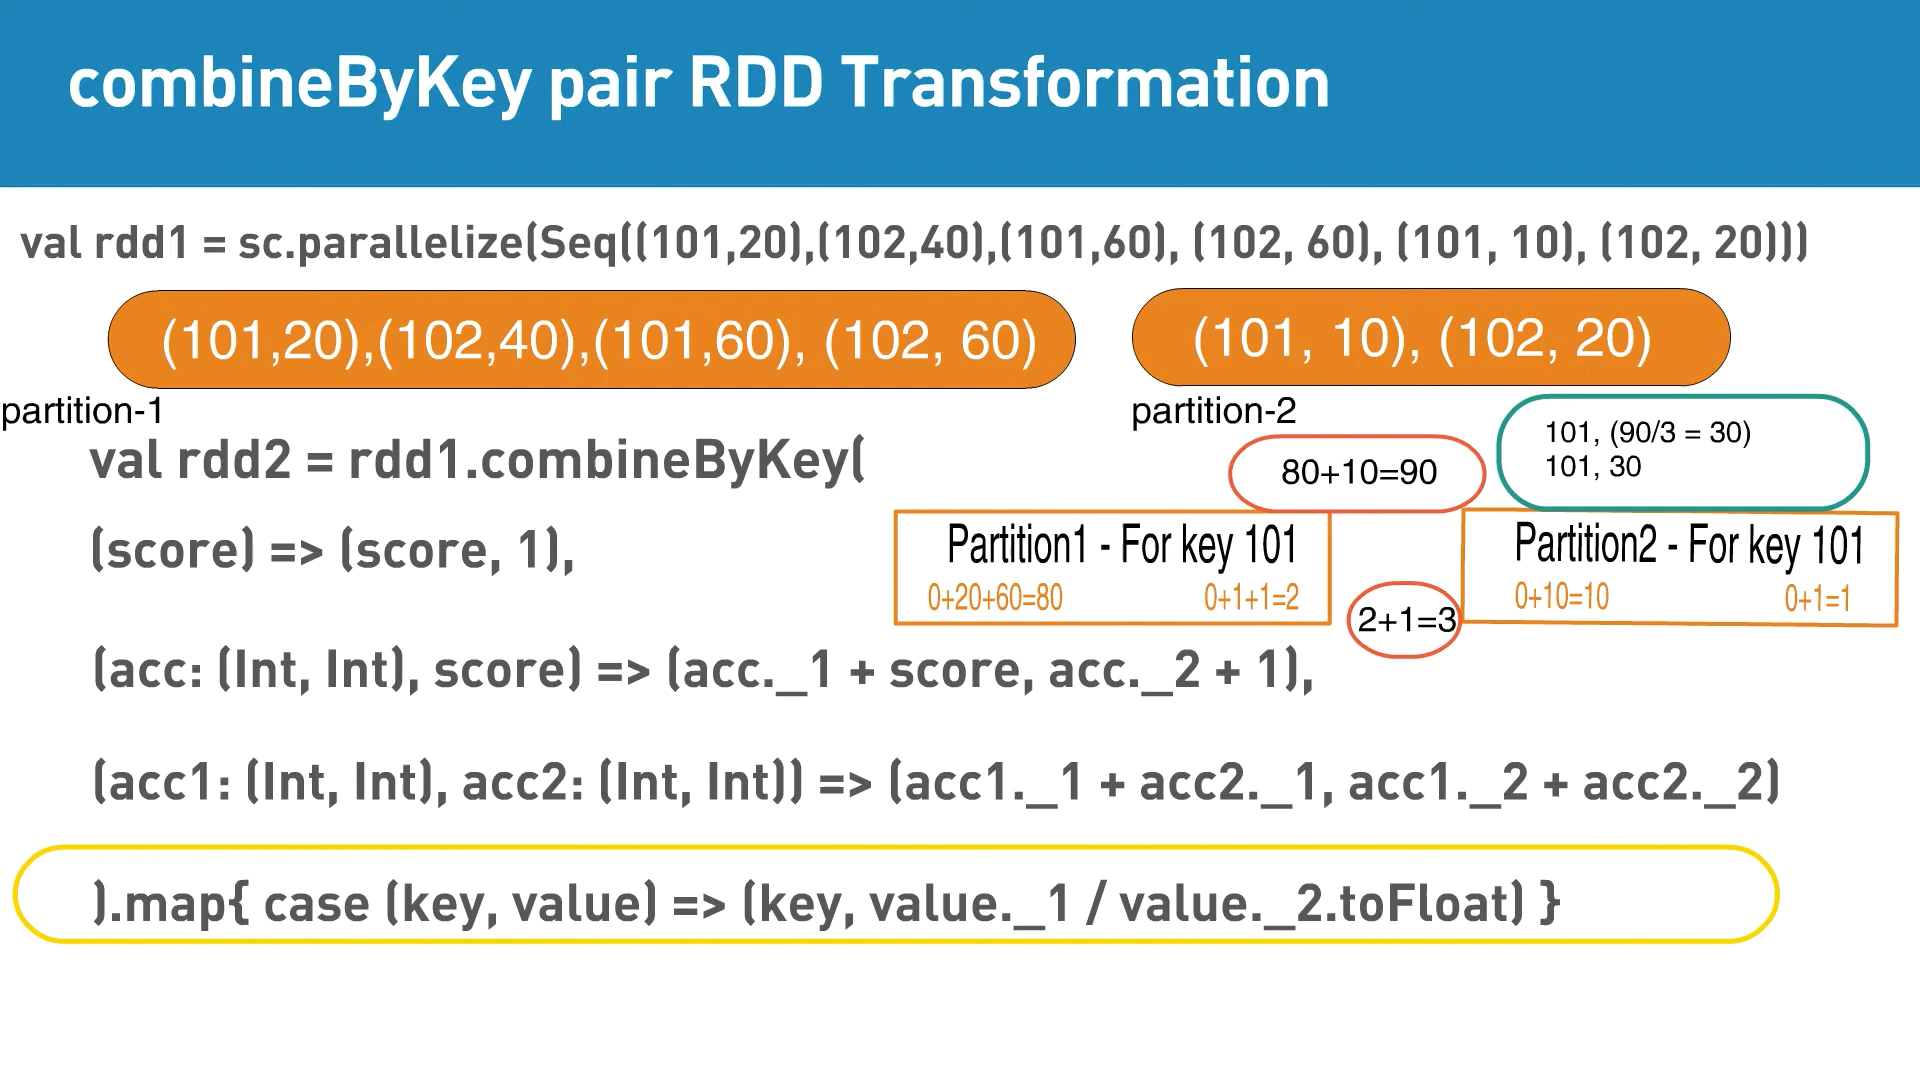 combineByKey pair RDD Transformation
val rdd1 = sc.parallelize(Seq((101,20),(102,40),(101,60), (102, 60), (101, 10), (102, 20)))
(101,20),(102,40),(101,60), (102, 60)
(101, 10), (102, 20)
partition-1
partition-2
val rdd2 = rdd1.combineByKey(
80+10=90
101, (90/3 = 30)
101, 30
(score) => (score, 1),
Partition1 - For key 101
0+20+60=80 0+1+1=2
2+1=3
Partition2 - For key 101
0+10=10 0+1=1
(acc: (Int, Int), score) => (acc._1 + score, acc._2 + 1),
(acc1: (Int, Int), acc2: (Int, Int)) => (acc1._1 + acc2._1, acc1._2 + acc2._2)
).map{ case (key, value) => (key, value._1 / value._2.toFloat) }